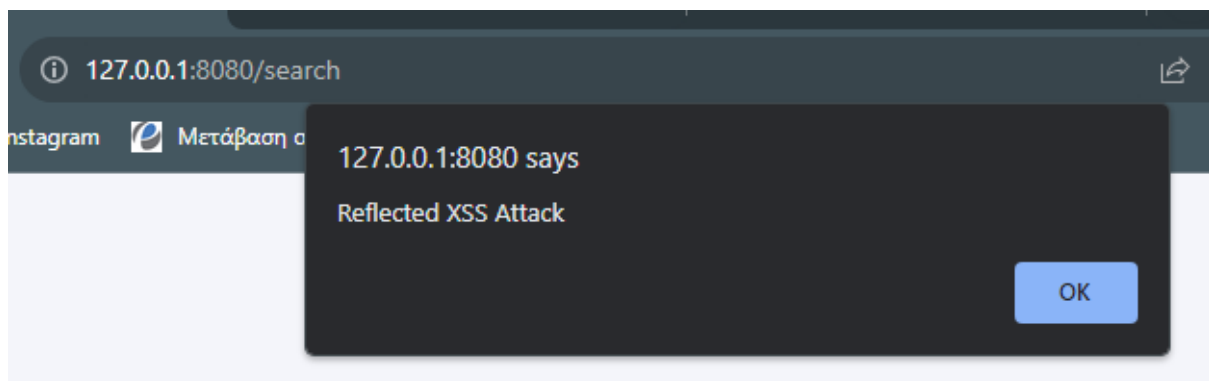 127.0.0.1:8080/search
nstagram Μετάβαση σ
127.0.0.1:8080 says
Reflected XSS Attack
OK